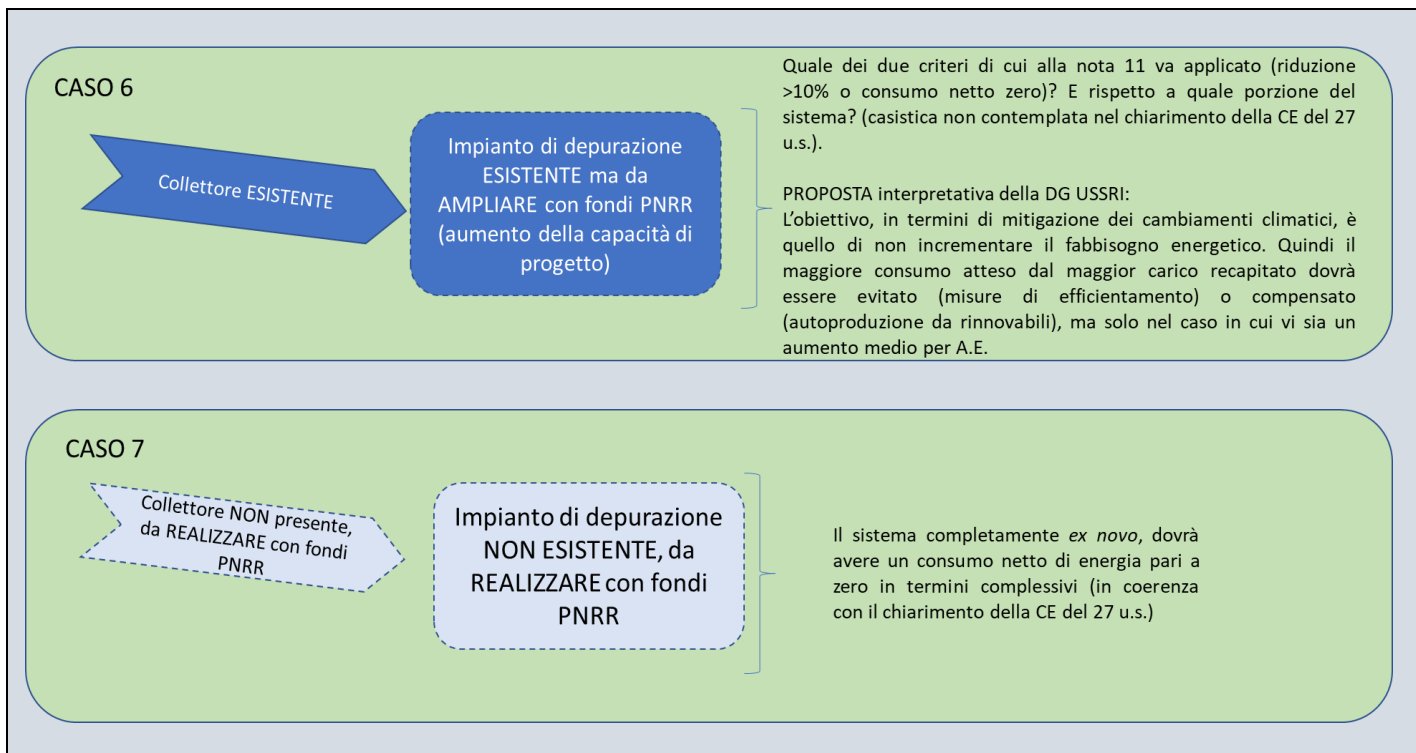 CASO 6
Collettore ESISTENTE
Impianto di depurazione
ESISTENTE ma da
AMPLIARE con fondi PNRR
(aumento della capacità di
progetto)
Quale dei due criteri di cui alla nota 11 va applicato (riduzione
>10% o consumo netto zero)? E rispetto a quale porzione del
sistema? (casistica non contemplata nel chiarimento della CE del 27
u.s.).
PROPOSTA interpretativa della DG USSRI:
L’obiettivo, in termini di mitigazione dei cambiamenti climatici, è
quello di non incrementare il fabbisogno energetico. Quindi il
maggiore consumo atteso dal maggior carico recapitato dovrà
essere evitato (misure di efficientamento) o compensato
(autoproduzione da rinnovabili), ma solo nel caso in cui vi sia un
aumento medio per A.E.
CASO 7
Collettore NON presente,
da REALIZZARE con fondi
PNRR
Impianto di depurazione
NON ESISTENTE, da
REALIZZARE con fondi
PNRR
Il sistema completamente ex novo, dovrà
avere un consumo netto di energia pari a
zero in termini complessivi (in coerenza
con il chiarimento della CE del 27 u.s.)